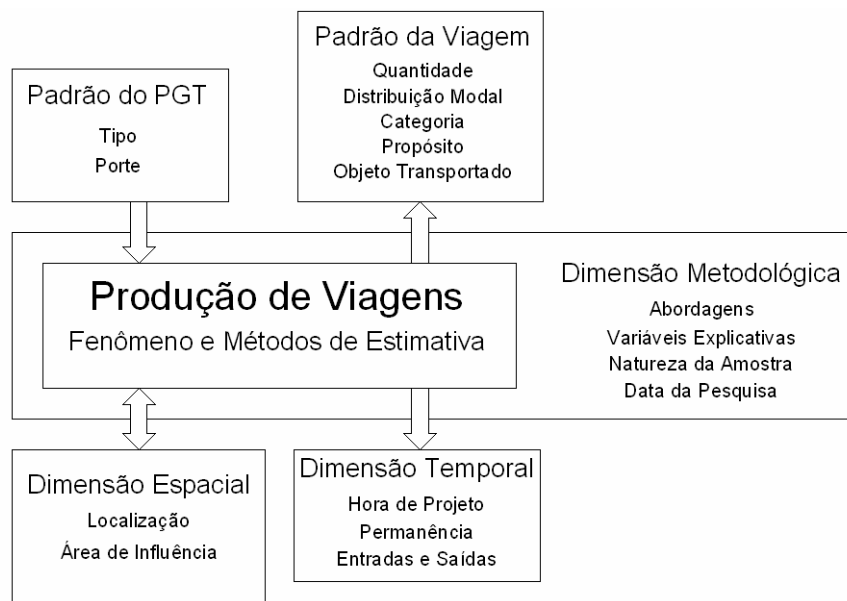 Padrão do PGT
Tipo
Porte
Padrão da Viagem
Quantidade
Distribuição Modal
Categoria
Propósito
Objeto Transportado
Produção de Viagens
Fenômeno e Métodos de Estimativa
Dimensão Metodológica
Abordagens
Variáveis Explicativas
Natureza da Amostra
Data da Pesquisa
Dimensão Espacial
Localização
Área de Influência
Dimensão Temporal
Hora de Projeto
Permanência
Entradas e Saídas